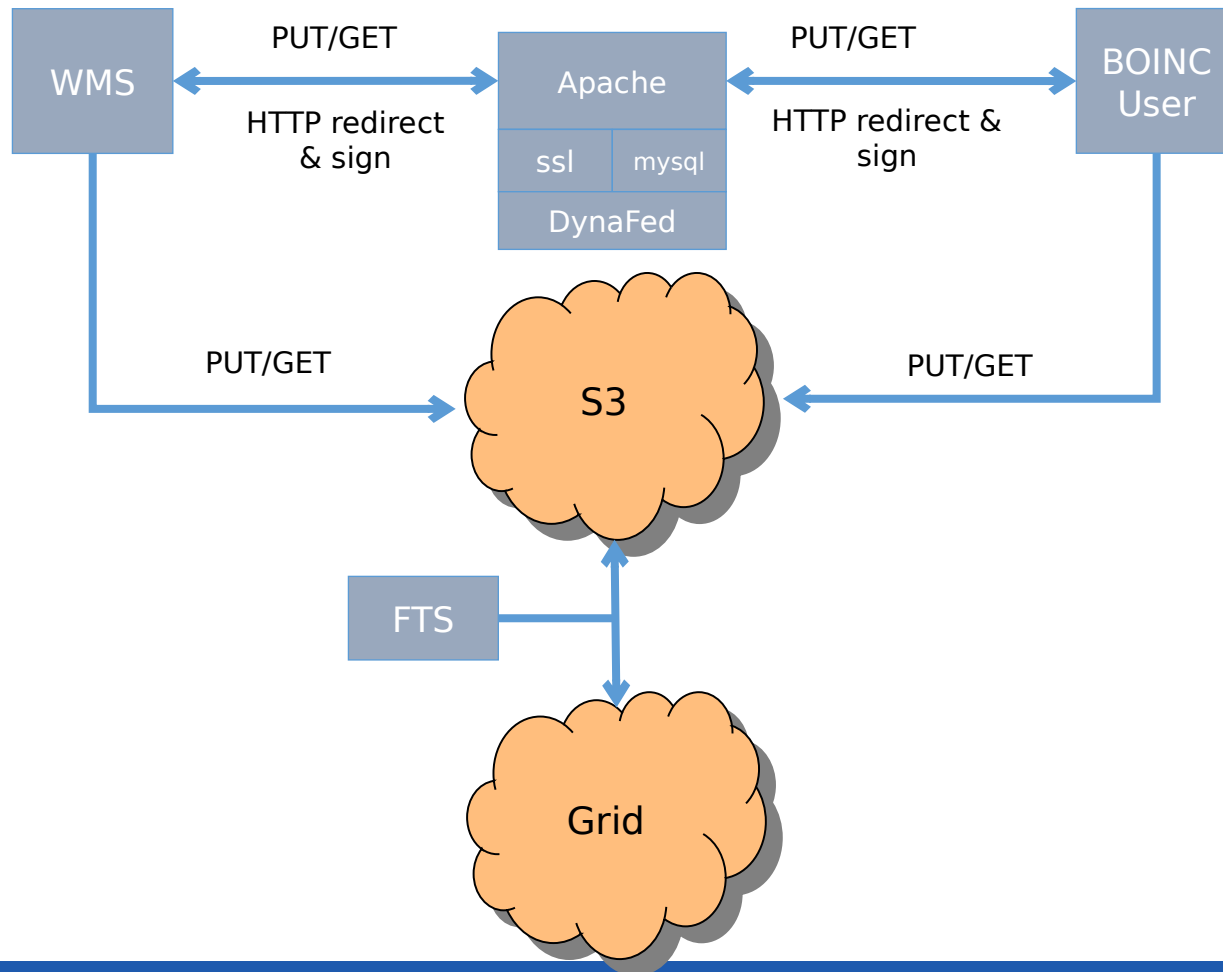 PUT/GET
PUT/GET
WMS
Apache
BOINC
User
HTTP redirect
& sign
HTTP redirect &
sign
ssl
mysql
DynaFed
PUT/GET
PUT/GET
S3
FTS
Grid